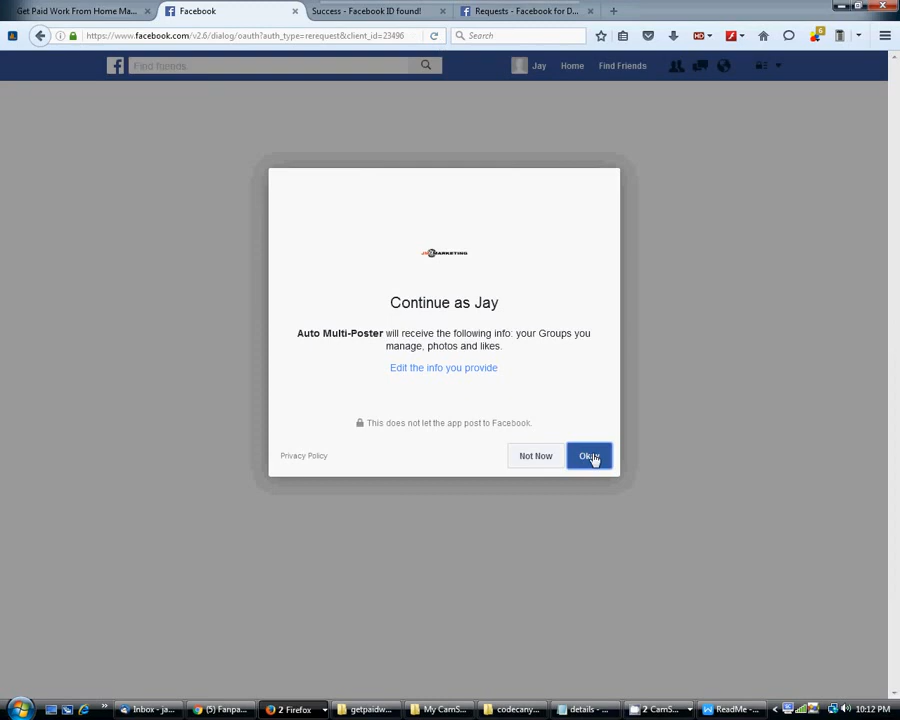 Get Paid Work From Home Ma... Facebook Success - Facebook ID found! Requests - Facebook for D...
https://www.facebook.com/v2.6/dialog/oauth?auth_type=rerequest&client_id=23496 Search
Find friends Jay Home Find Friends
MARKETING
Continue as Jay
Auto Multi-Poster will receive the following info: your Groups you
manage, photos and likes.
Edit the info you provide
This does not let the app post to Facebook.
Privacy Policy Not Now Okay
Inbox - ja... (5) Fanpa... 2 Firefox getpaidw... My CamS... codecany... details - ... 2 CamS... ReadMe -... 10:12 PM